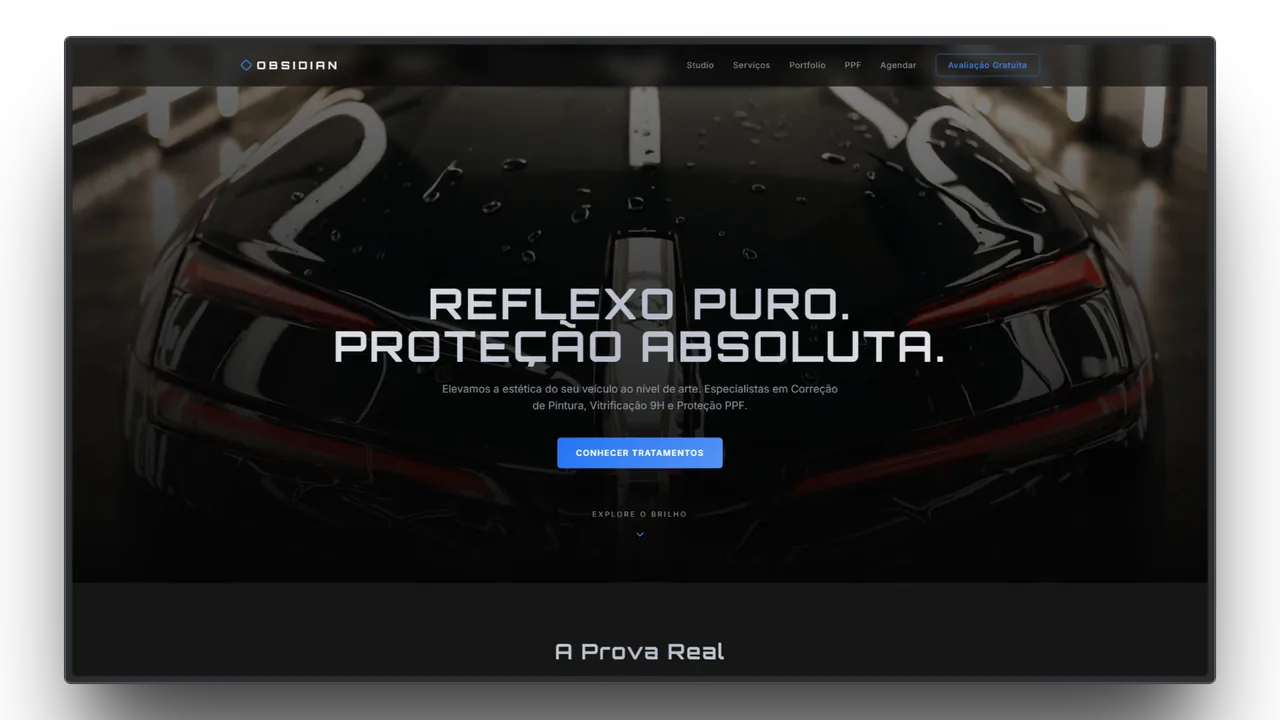 OBSIDIAN
Studio
Serviços
Portfolio
PPF
Agendar
Avaliação Gratuita
REFLEXO PURO.
PROTEÇÃO ABSOLUTA.
Elevamos a estética do seu veículo ao nível de arte. Especialistas em Correção
de Pintura, Vitrificação 9H e Proteção PPF.
CONHECER TRATAMENTOS
EXPLORE O BRILHO
A Prova Real